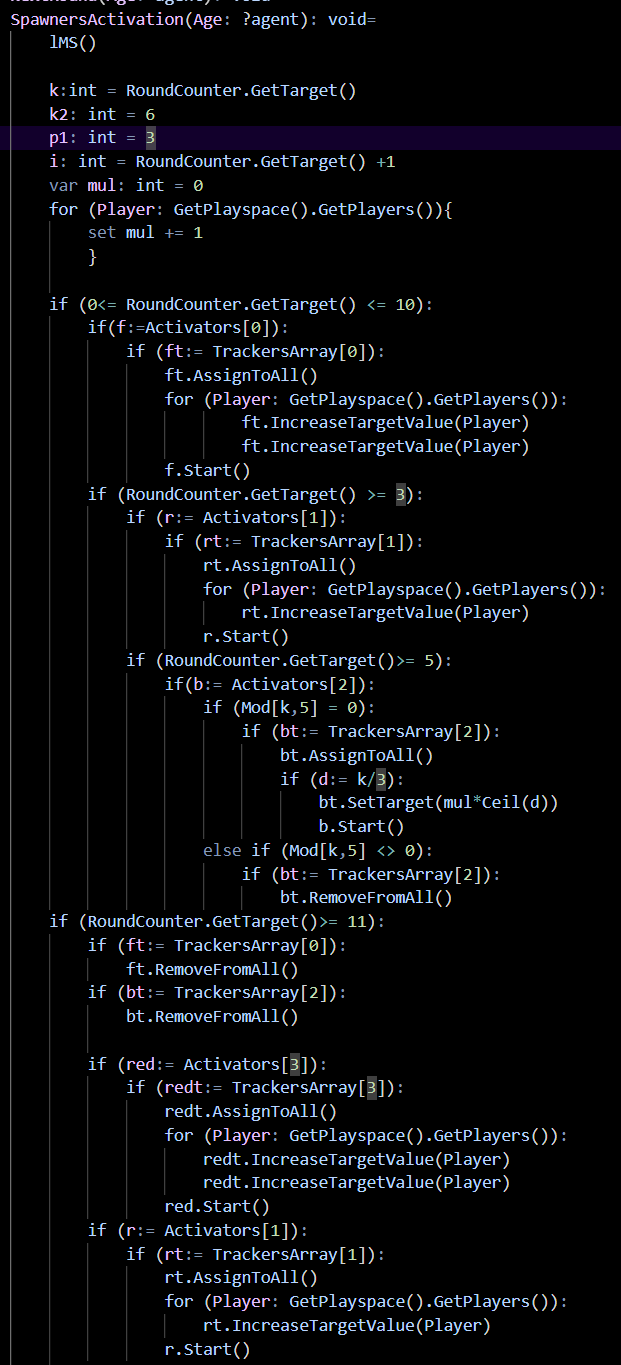 SpawnersActivation(Age: ?agent): void=
lMS()
k:int = RoundCounter.GetTarget()
k2: int = 6
p1: int = 3
i: int = RoundCounter.GetTarget() +1
var mul: int = 0
for (Player: GetPlayspace().GetPlayers()){
set mul += 1
}
if (0<= RoundCounter.GetTarget() <= 10):
if(f:=Activators[0]):
if (ft:= TrackersArray[0]):
ft.AssignToAll()
for (Player: GetPlayspace().GetPlayers()):
ft.IncreaseTargetValue(Player)
ft.IncreaseTargetValue(Player)
f.Start()
if (RoundCounter.GetTarget() >= 3):
if (r:= Activators[1]):
if (rt:= TrackersArray[1]):
rt.AssignToAll()
for (Player: GetPlayspace().GetPlayers()):
rt.IncreaseTargetValue(Player)
r.Start()
if (RoundCounter.GetTarget()>= 5):
if(b:= Activators[2]):
if (Mod[k,5] = 0):
if (bt:= TrackersArray[2]):
bt.AssignToAll()
if (d:= k/3):
bt.SetTarget(mul*Ceil(d))
b.Start()
else if (Mod[k,5] <> 0):
if (bt:= TrackersArray[2]):
bt.RemoveFromAll()
if (RoundCounter.GetTarget()>= 11):
if (ft:= TrackersArray[0]):
ft.RemoveFromAll()
if (bt:= TrackersArray[2]):
bt.RemoveFromAll()
if (red:= Activators[3]):
if (redt:= TrackersArray[3]):
redt.AssignToAll()
for (Player: GetPlayspace().GetPlayers()):
redt.IncreaseTargetValue(Player)
redt.IncreaseTargetValue(Player)
red.Start()
if (r:= Activators[1]):
if (rt:= TrackersArray[1]):
rt.AssignToAll()
for (Player: GetPlayspace().GetPlayers()):
rt.IncreaseTargetValue(Player)
r.Start()